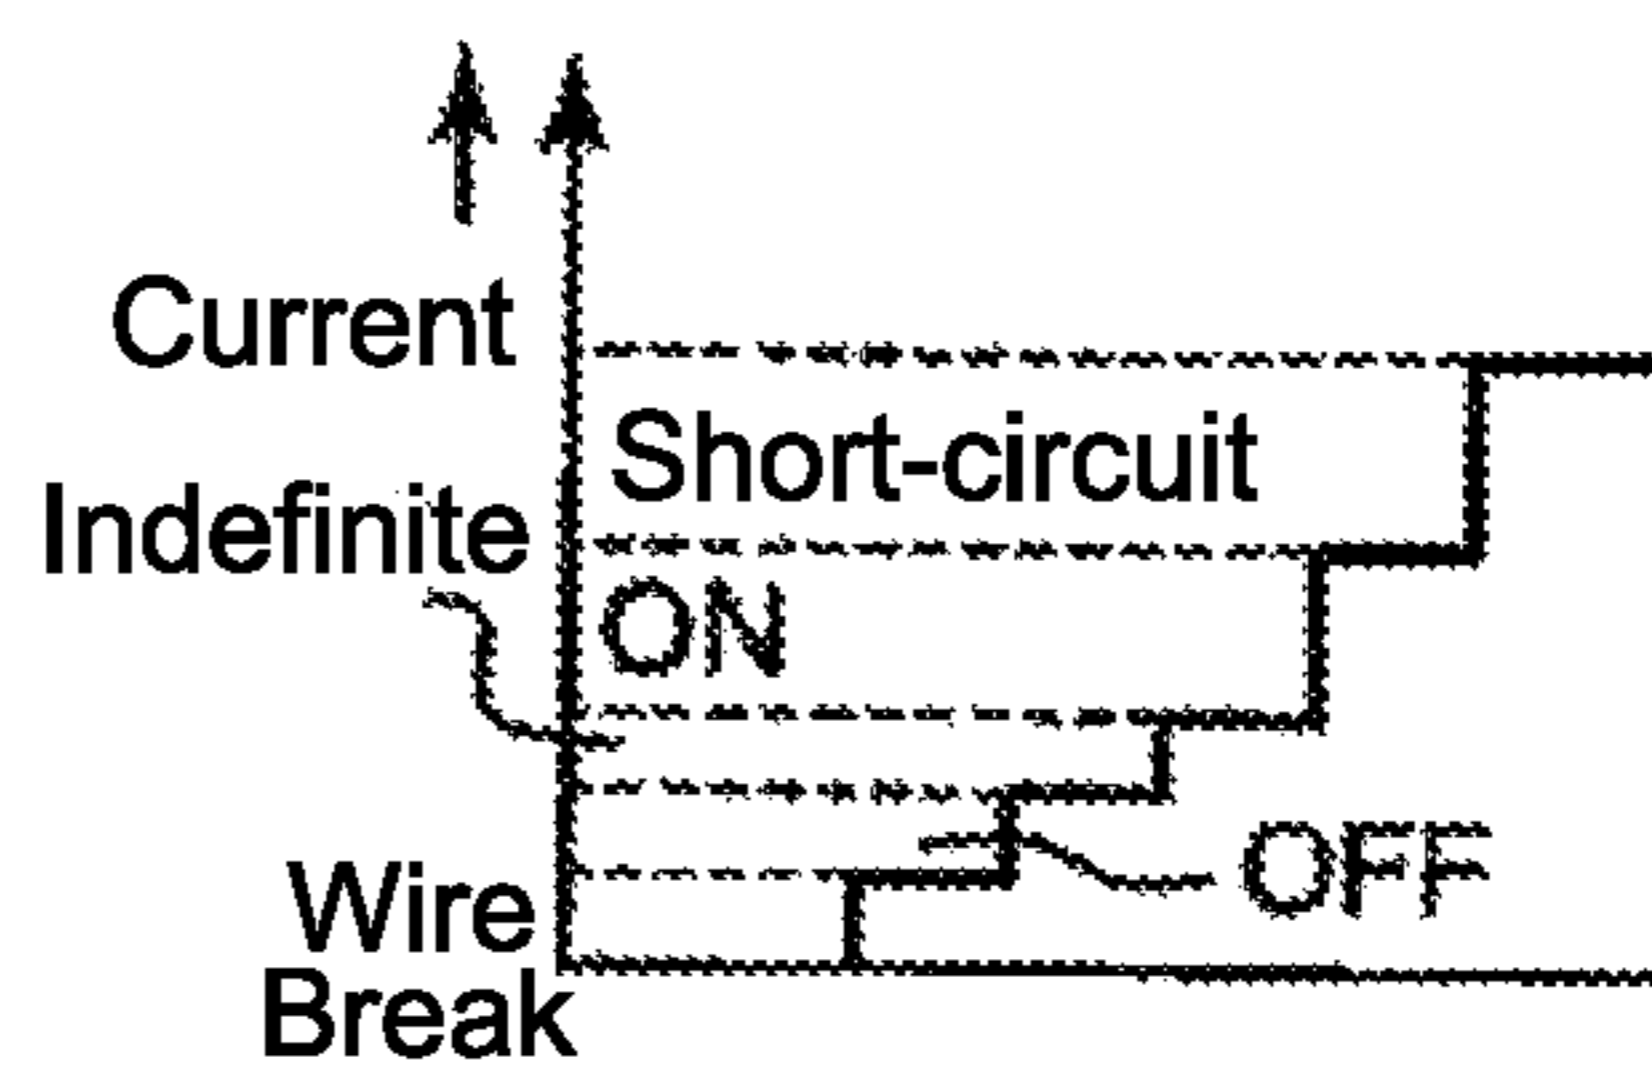 Current
Short-circuit
Indefinite
ON
OFF
Wire
Break